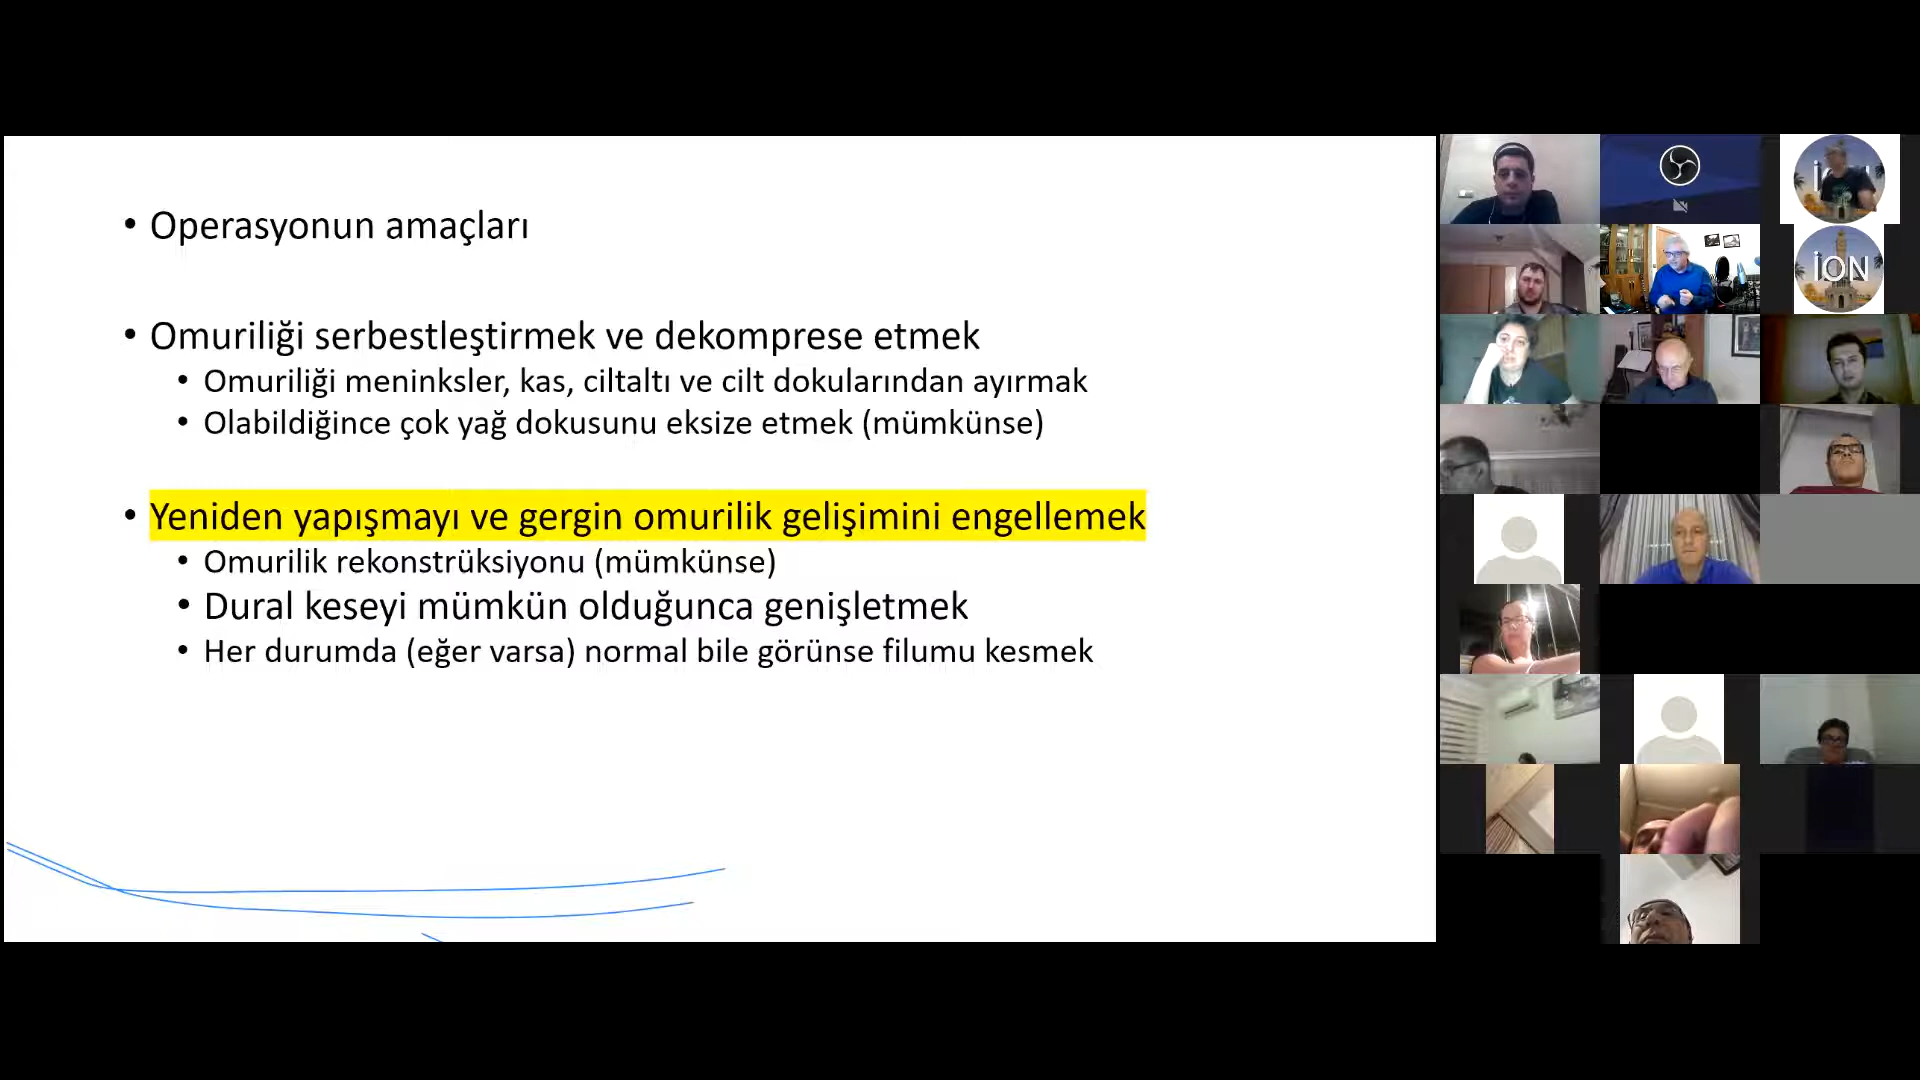 • Operasyonun amaçları
• Omuriliği serbestleştirmek ve dekomprese etmek
• Omuriliği meninksler, kas, ciltaltı ve cilt dokularından ayırmak
• Olabildiğince çok yağ dokusunu eksize etmek (mümkünse)
• Yeniden yapışmayı ve gergin omurilik gelişimini engellemek
• Omurilik rekonstrüksiyonu (mümkünse)
• Dural keseyi mümkün olduğunca genişletmek
• Her durumda (eğer varsa) normal bile görünse filumu kesmek
İON